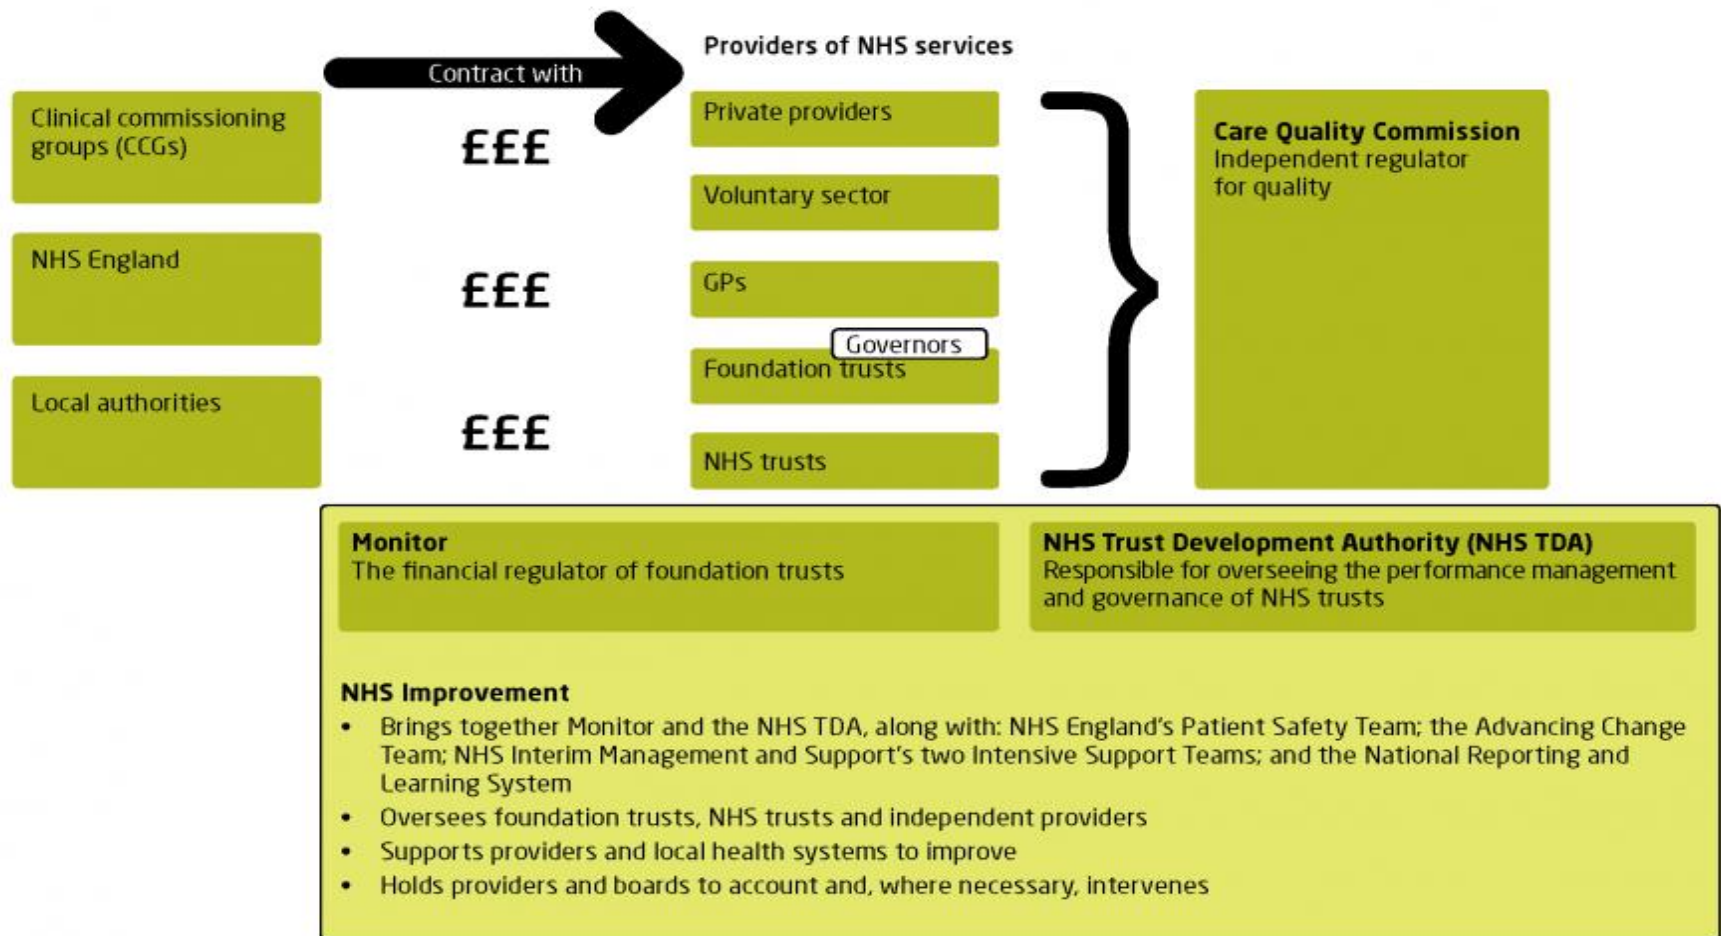 Contract with
Providers of NHS services
Clinical commissioning
groups (CCGs)
£££
NHS England
£££
Local authorities
£££
Private providers
Voluntary sector
GPs
Governors
Foundation trusts
NHS trusts
Care Quality Commission
Independent regulator
for quality
Monitor
The financial regulator of foundation trusts
NHS Trust Development Authority (NHS TDA)
Responsible for overseeing the performance management
and governance of NHS trusts
NHS Improvement
• Brings together Monitor and the NHS TDA, along with: NHS England's Patient Safety Team; the Advancing Change
Team; NHS Interim Management and Support's two Intensive Support Teams; and the National Reporting and
Learning System
• Oversees foundation trusts, NHS trusts and independent providers
• Supports providers and local health systems to improve
• Holds providers and boards to account and, where necessary, intervenes